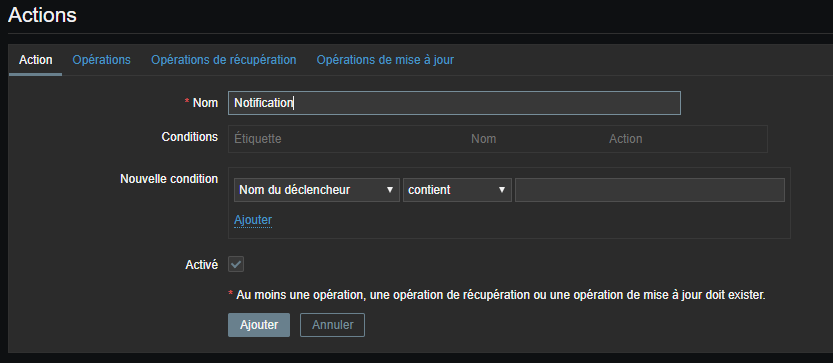 Actions
Action Opérations Opérations de récupération Opérations de mise à jour
* Nom Notification
Conditions Étiquette Nom Action
Nouvelle condition Nom du déclencheur contient
Ajouter
Activé
* Au moins une opération, une opération de récupération ou une opération de mise à jour doit exister.
Ajouter Annuler